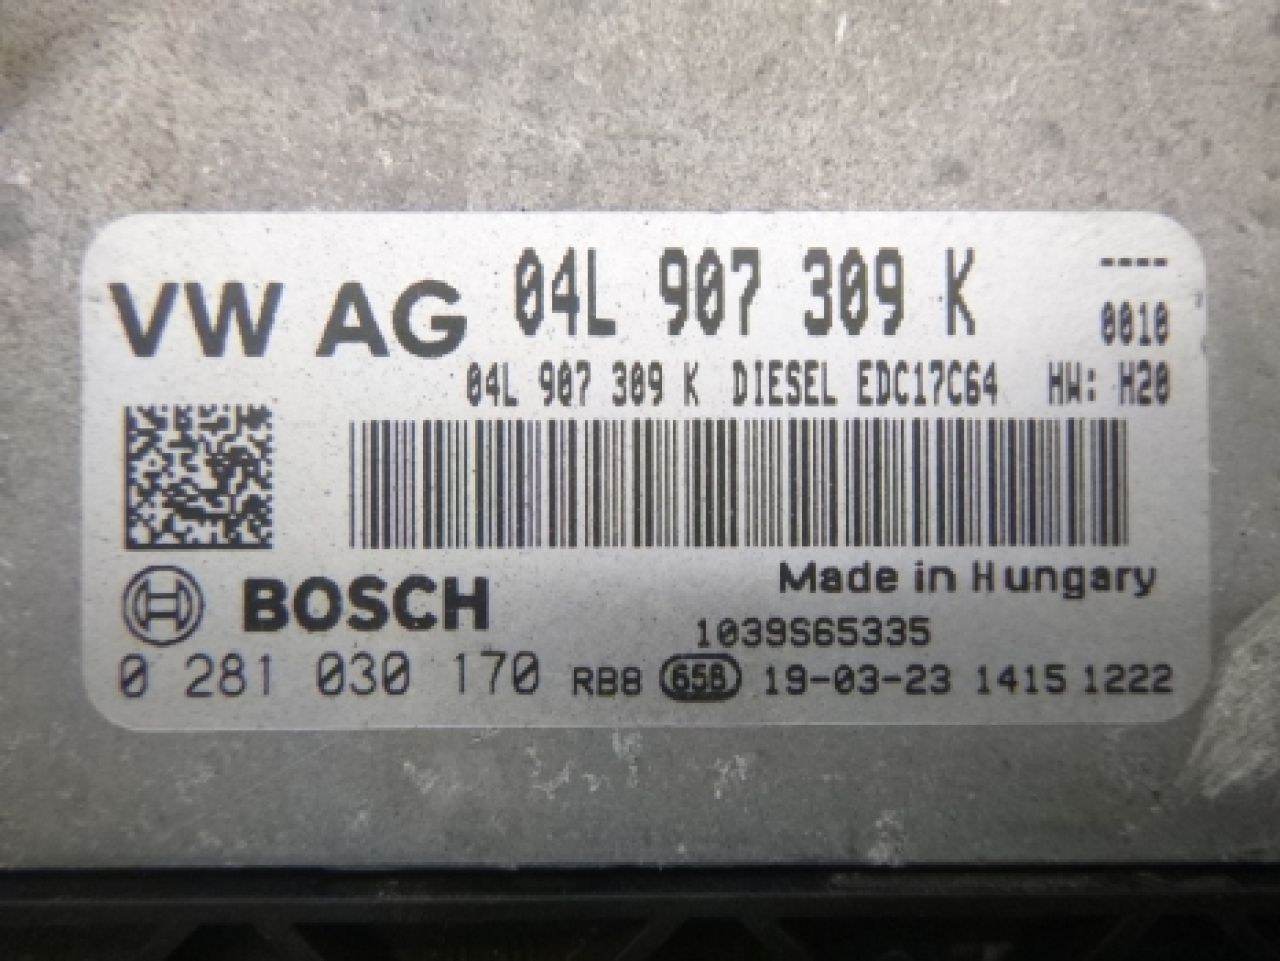 VW AG 04L 907 309 K ----
0010
04L 907 309 K DIESEL EDC17C64 HW: H20
Made in Hungary
BOSCH
1039S65335
0 281 030 170 RB8 65B 19-03-23 1415 1222